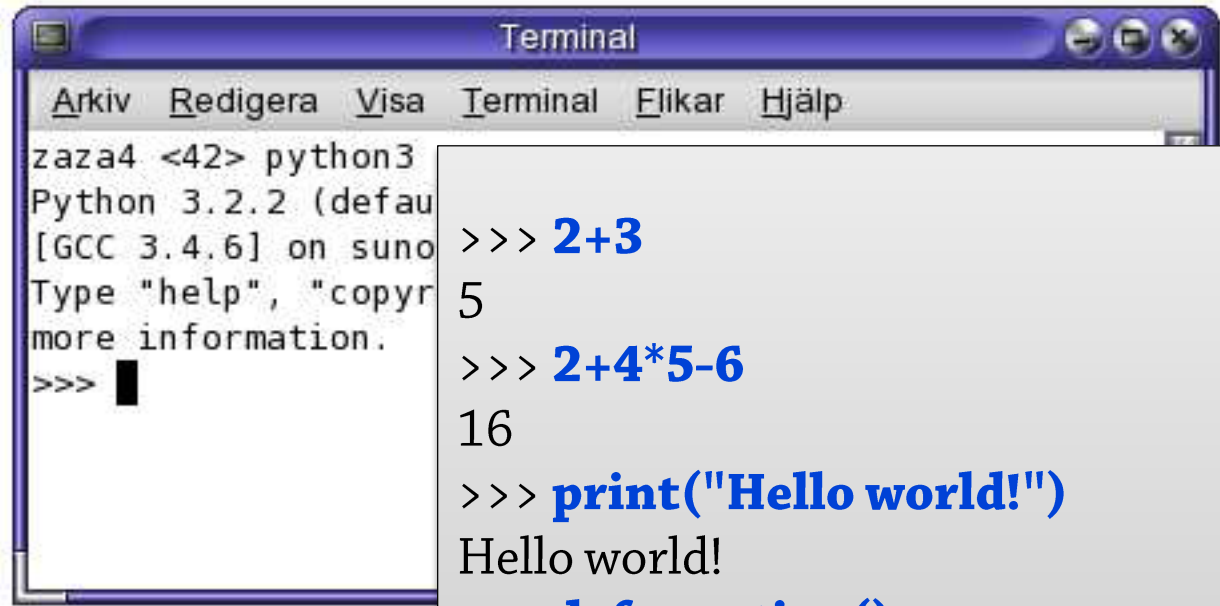 Terminal
Arkiv Redigera Visa Terminal Flikar Hjälp
zaza4 <42> python3
Python 3.2.2 (defau
[GCC 3.4.6] on suno
Type "help", "copyr
more information.
>>>
>>> 2+3
5
>>> 2+4*5-6
16
>>> print("Hello world!")
Hello world!